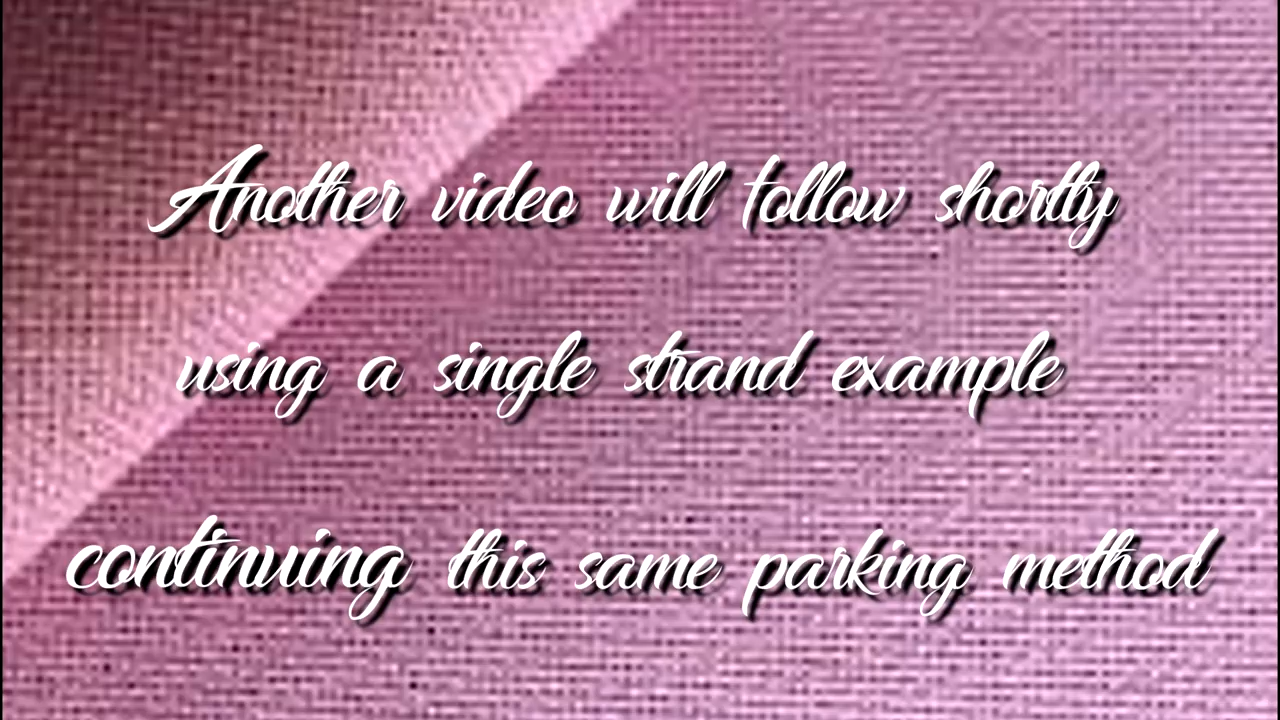 Another video will follow shortly
using a single strand example
continuing this same parking method